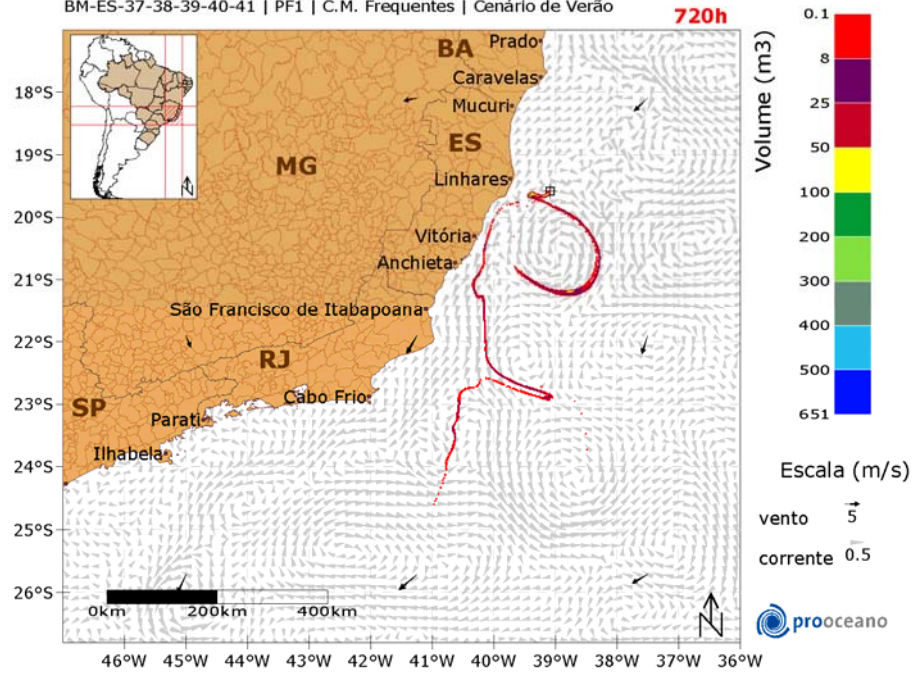 BM-ES-37-38-39-40-41 | PF1 | C.M. Frequentes | Cenário de Verão
720h
BA
Prado
Caravelas
Mucuri
ES
MG
Linhares
Vitória
Anchieta
São Francisco de Itabapoana
RJ
Cabo Frio
SP
Parati
Ilhabela
18°S
19°S
20°S
21°S
22°S
23°S
24°S
25°S
26°S
0km
200km
400km
N
46°W
45°W
44°W
43°W
42°W
41°W
40°W
39°W
38°W
37°W
36°W
Volume (m3)
0.1
8
25
50
100
200
300
400
500
651
Escala (m/s)
vento 5
corrente 0.5
prooceano